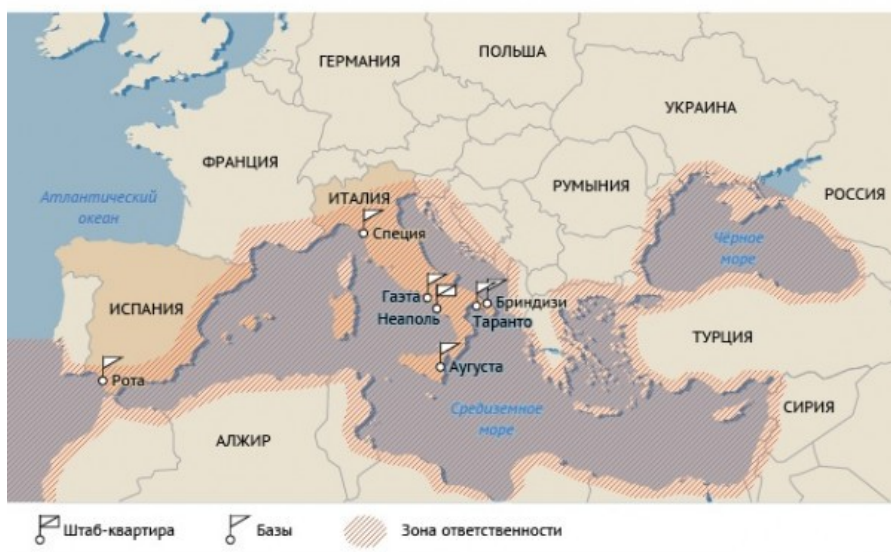 ПОЛЬША
ГЕРМАНИЯ
УКРАИНА
ФРАНЦИЯ
РУМЫНИЯ
РОССИЯ
Атлантический
океан
ИТАЛИЯ
Специя
Чёрное
море
ИСПАНИЯ
Гаэта
Неаполь
Бриндизи
Таранто
ТУРЦИЯ
Рота
Аугуста
Средиземное
море
СИРИЯ
АЛЖИР
Штаб-квартира
Базы
Зона ответственности